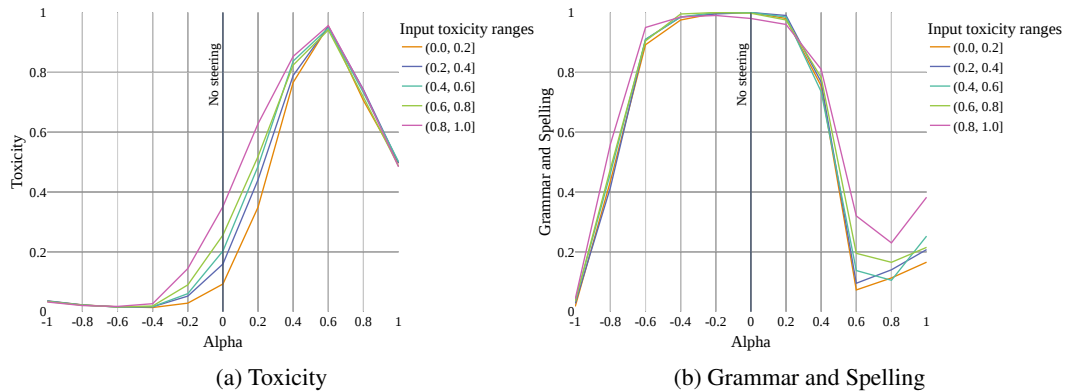 Toxicity
1
0.8
0.6
0.4
0.2
0
No steering
-1 -0.8 -0.6 -0.4 -0.2 0 0.2 0.4 0.6 0.8 1
Alpha
Input toxicity ranges
(0.0, 0.2]
(0.2, 0.4]
(0.4, 0.6]
(0.6, 0.8]
(0.8, 1.0]
(a) Toxicity
Grammar and Spelling
1
0.8
0.6
0.4
0.2
0
No steering
-1 -0.8 -0.6 -0.4 -0.2 0 0.2 0.4 0.6 0.8 1
Alpha
Input toxicity ranges
(0.0, 0.2]
(0.2, 0.4]
(0.4, 0.6]
(0.6, 0.8]
(0.8, 1.0]
(b) Grammar and Spelling